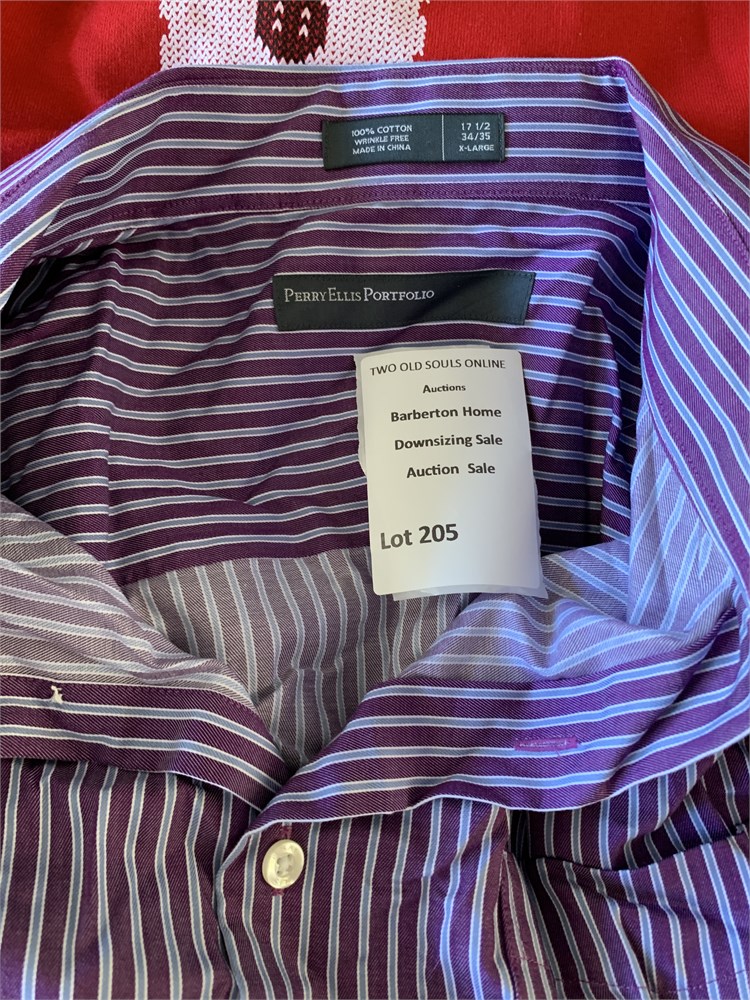 100% COTTON
WRINKLE FREE
MADE IN CHINA
17 1/2
34/35
X-LARGE
PERRY ELLIS PORTFOLIO
TWO OLD SOULS ONLINE
Auctions
Barberton Home
Downsizing Sale
Auction Sale
Lot 205